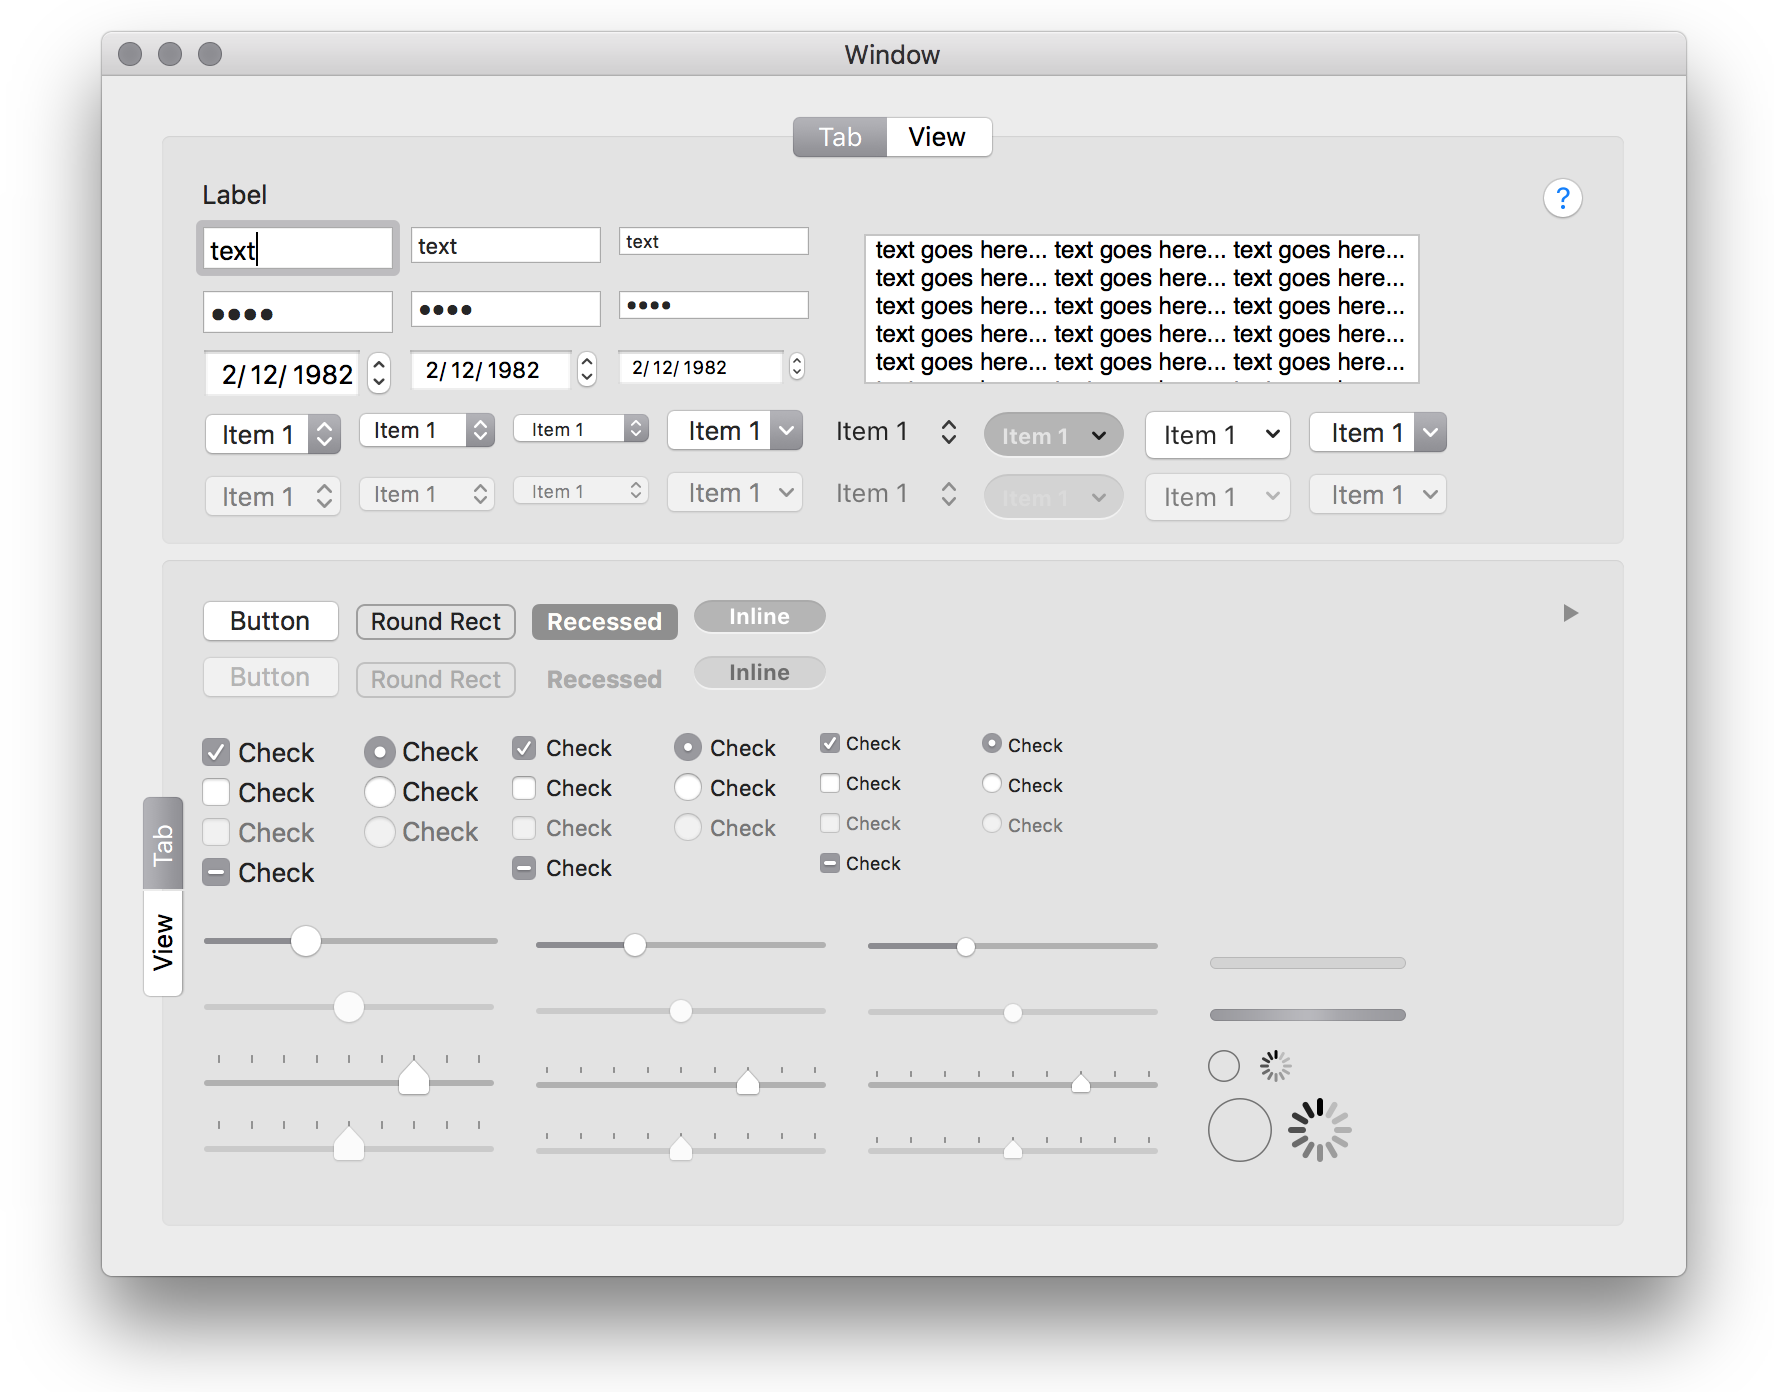 Window
Tab View
Label
?
text text text
text goes here... text goes here... text goes here...
text goes here... text goes here... text goes here...
text goes here... text goes here... text goes here...
text goes here... text goes here... text goes here...
text goes here... text goes here... text goes here...
●●●● ●●●● ●●●●
2/12/1982 2/12/1982 2/12/1982
Item 1 Item 1 Item 1 Item 1 Item 1 Item 1 Item 1 Item 1
Item 1 Item 1 Item 1 Item 1 Item 1 Item 1 Item 1 Item 1
Button Round Rect Recessed Inline
Button Round Rect Recessed Inline
Check Check Check Check Check Check
Check Check Check Check Check Check
Check Check Check Check Check Check
Check Check Check
Tab
View